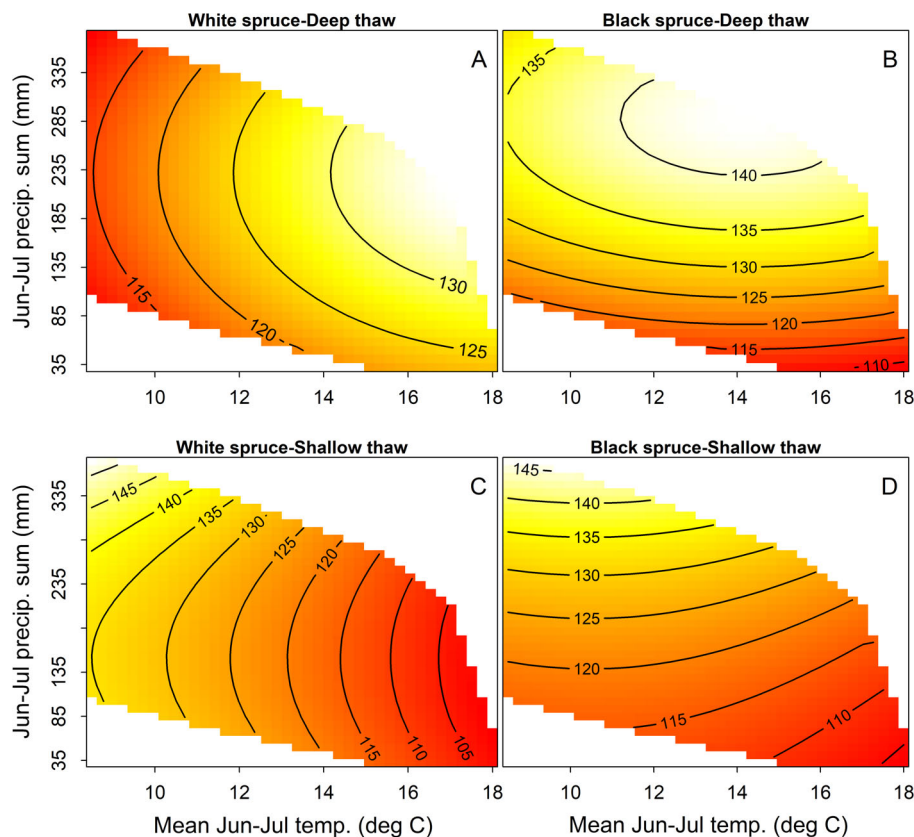 White spruce-Deep thaw
A
115
120
125
130
Jun-Jul precip. sum (mm)
335
285
235
185
135
85
35
10 12 14 16 18
Black spruce-Deep thaw
B
135
140
135
130
125
120
115
110
10 12 14 16 18
White spruce-Shallow thaw
C
145
140
135
130
125
120
115
110
105
Jun-Jul precip. sum (mm)
335
235
135
85
35
10 12 14 16 18
Mean Jun-Jul temp. (deg C)
Black spruce-Shallow thaw
D
145
140
135
130
125
120
115
110
10 12 14 16 18
Mean Jun-Jul temp. (deg C)